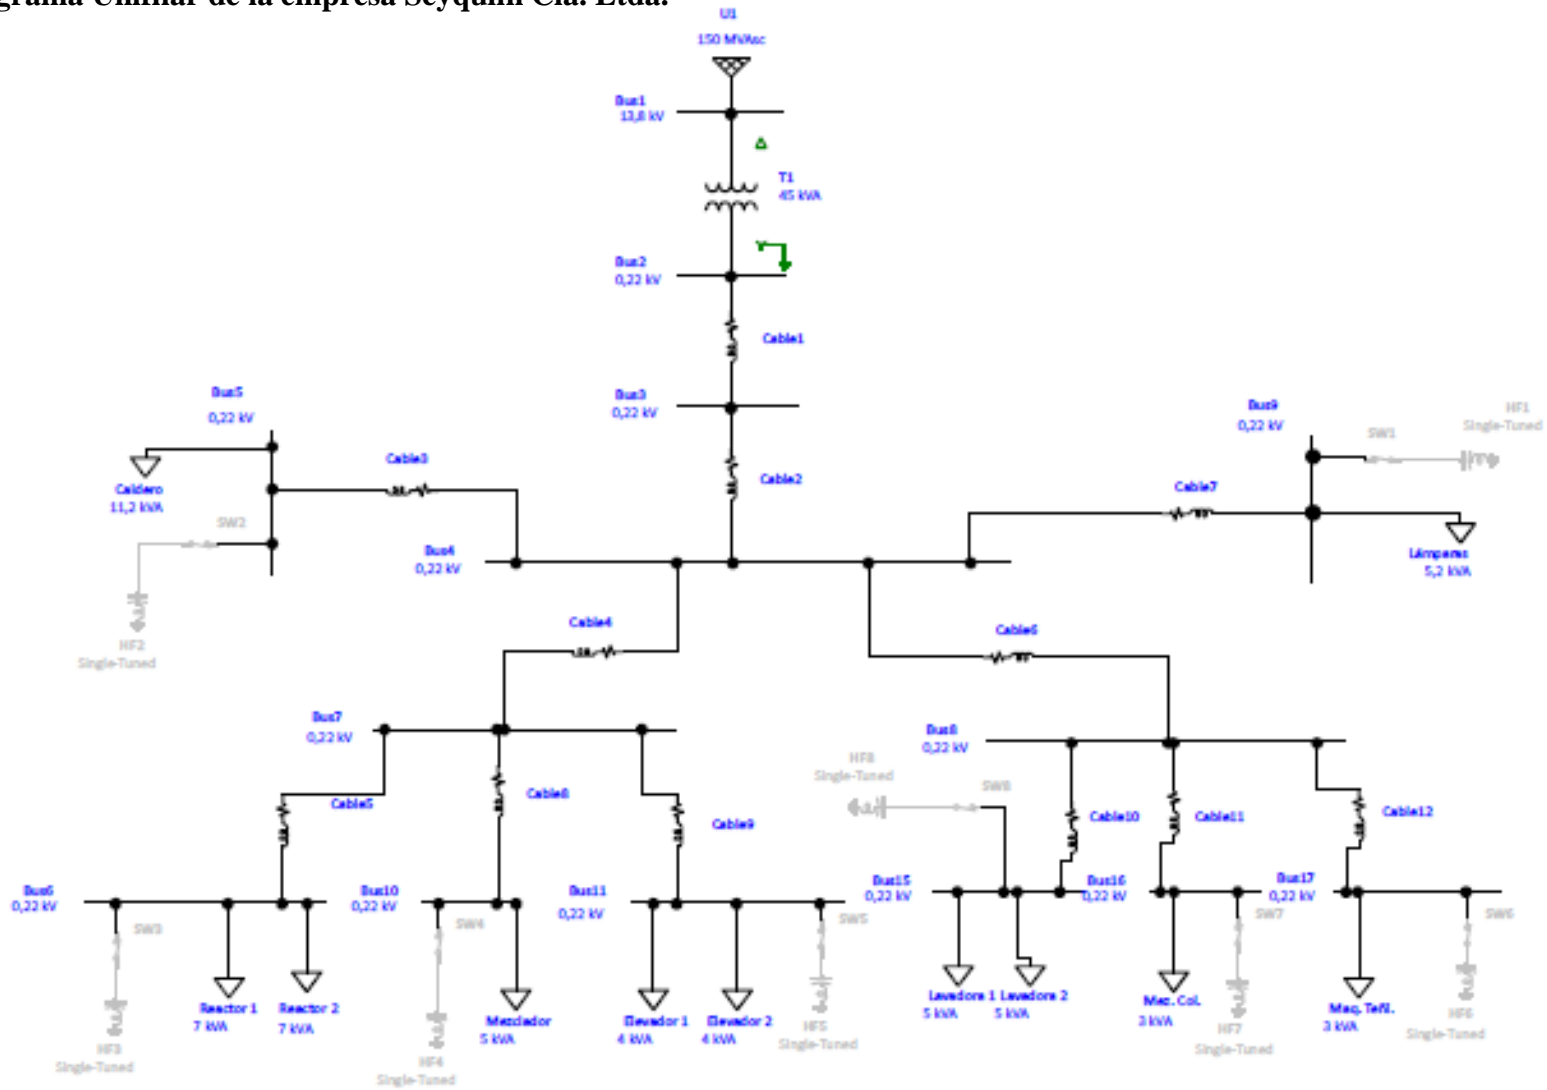 grama Unifilar de la empresa Seyquin Cia. Ltda.
U1
150 MVAsc
Bus1
13,8 kV
T1
45 kVA
Bus2
0,22 kV
Cable1
Bus3
0,22 kV
Cable2
Bus5
0,22 kV
Cable3
Caldero
11,2 kVA
SW2
HF2
Single-Tuned
Bus9
0,22 kV
SW1
HF1
Single-Tuned
Cable7
Lámparas
5,2 kVA
Bus4
0,22 kV
Cable4
Cable6
Bus7
0,22 kV
Cable5
Cable8
Cable9
Bus8
0,22 kV
HF8
Single-Tuned
SW8
Cable10
Cable11
Cable12
Bus6
0,22 kV
SW3
Reactor 1
7 kVA
Reactor 2
7 kVA
HF3
Single-Tuned
Bus10
0,22 kV
SW4
Mezclador
5 kVA
HF4
Single-Tuned
Bus11
0,22 kV
SW5
Elevador 1
4 kVA
Elevador 2
4 kVA
HF5
Single-Tuned
Bus15
0,22 kV
Lavadora 1
5 kVA
Lavadora 2
5 kVA
Bus16
0,22 kV
SW7
Mez. Col.
3 kVA
HF7
Single-Tuned
Bus17
0,22 kV
SW6
Maq. Teñi.
3 kVA
HF6
Single-Tuned